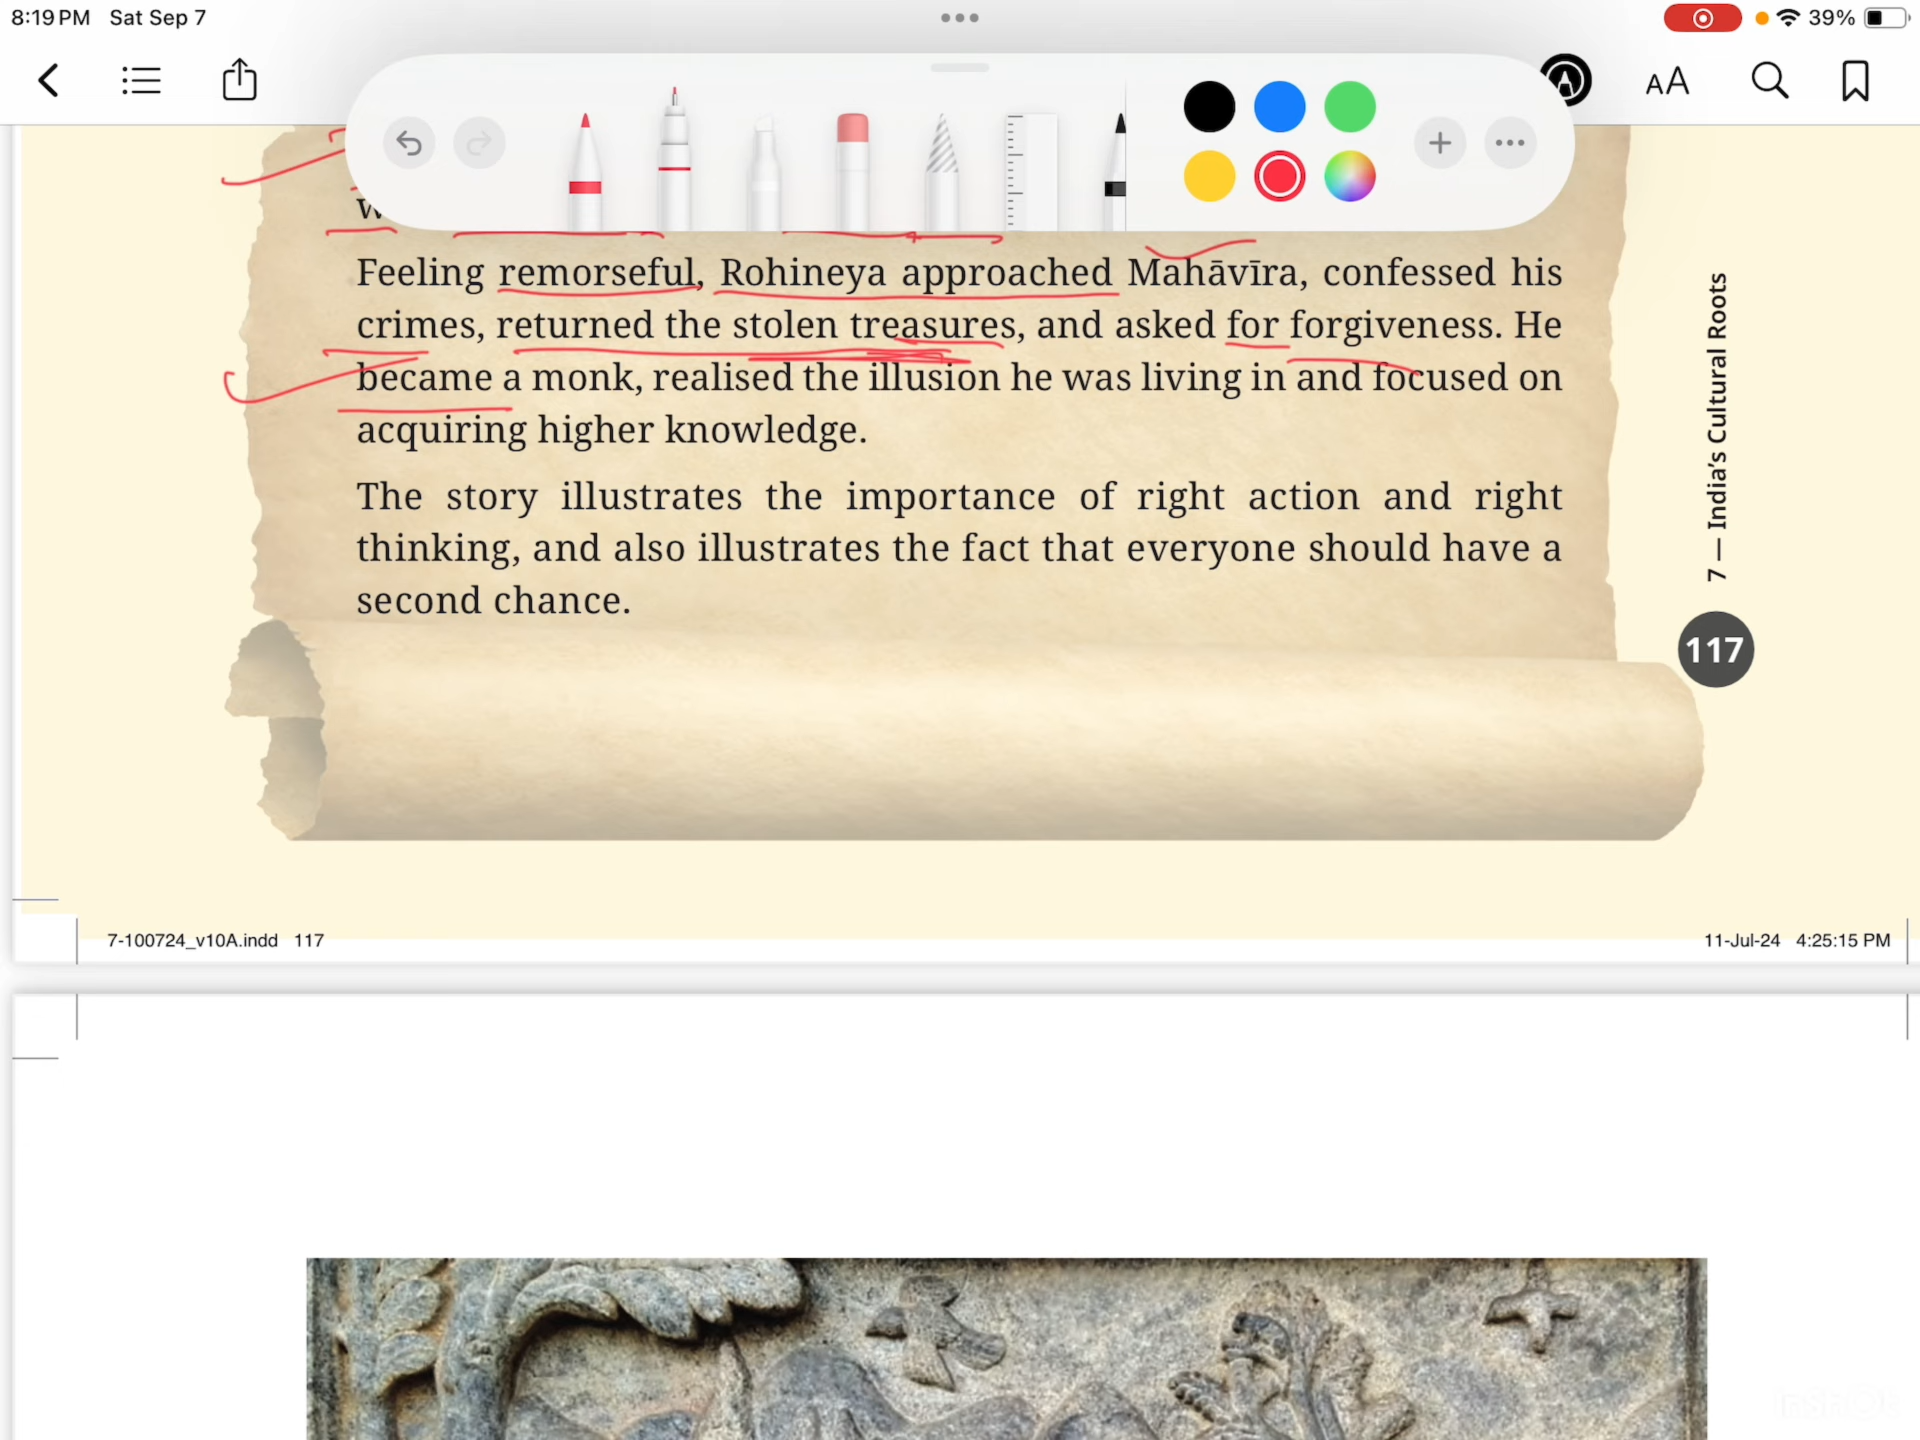 8:19 PM Sat Sep 7
39%
AA
w
Feeling remorseful, Rohineya approached Mahāvīra, confessed his
crimes, returned the stolen treasures, and asked for forgiveness. He
became a monk, realised the illusion he was living in and focused on
acquiring higher knowledge.
The story illustrates the importance of right action and right
thinking, and also illustrates the fact that everyone should have a
second chance.
7 — India's Cultural Roots
117
7-100724_v10A.indd 117
11-Jul-24 4:25:15 PM